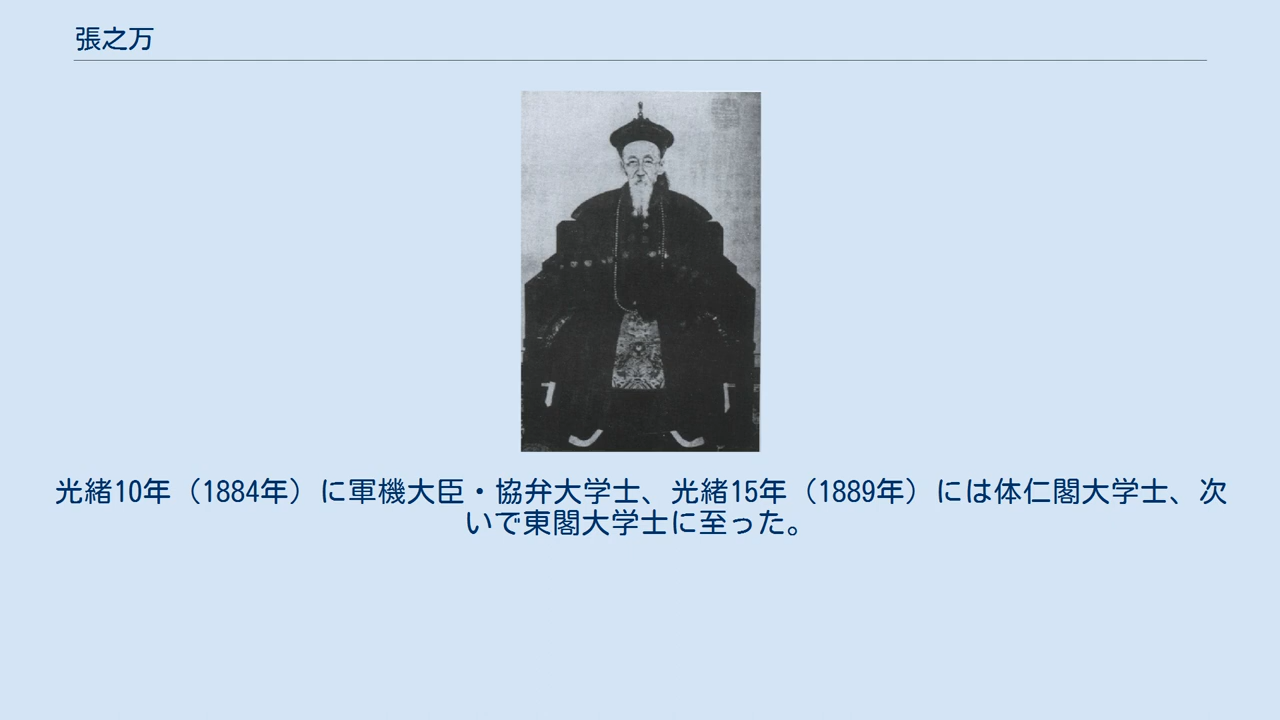 張之万
光緒10年（1884年）に軍機大臣・協弁大学士、光緒15年（1889年）には体仁閣大学士、次
いで東閣大学士に至った。